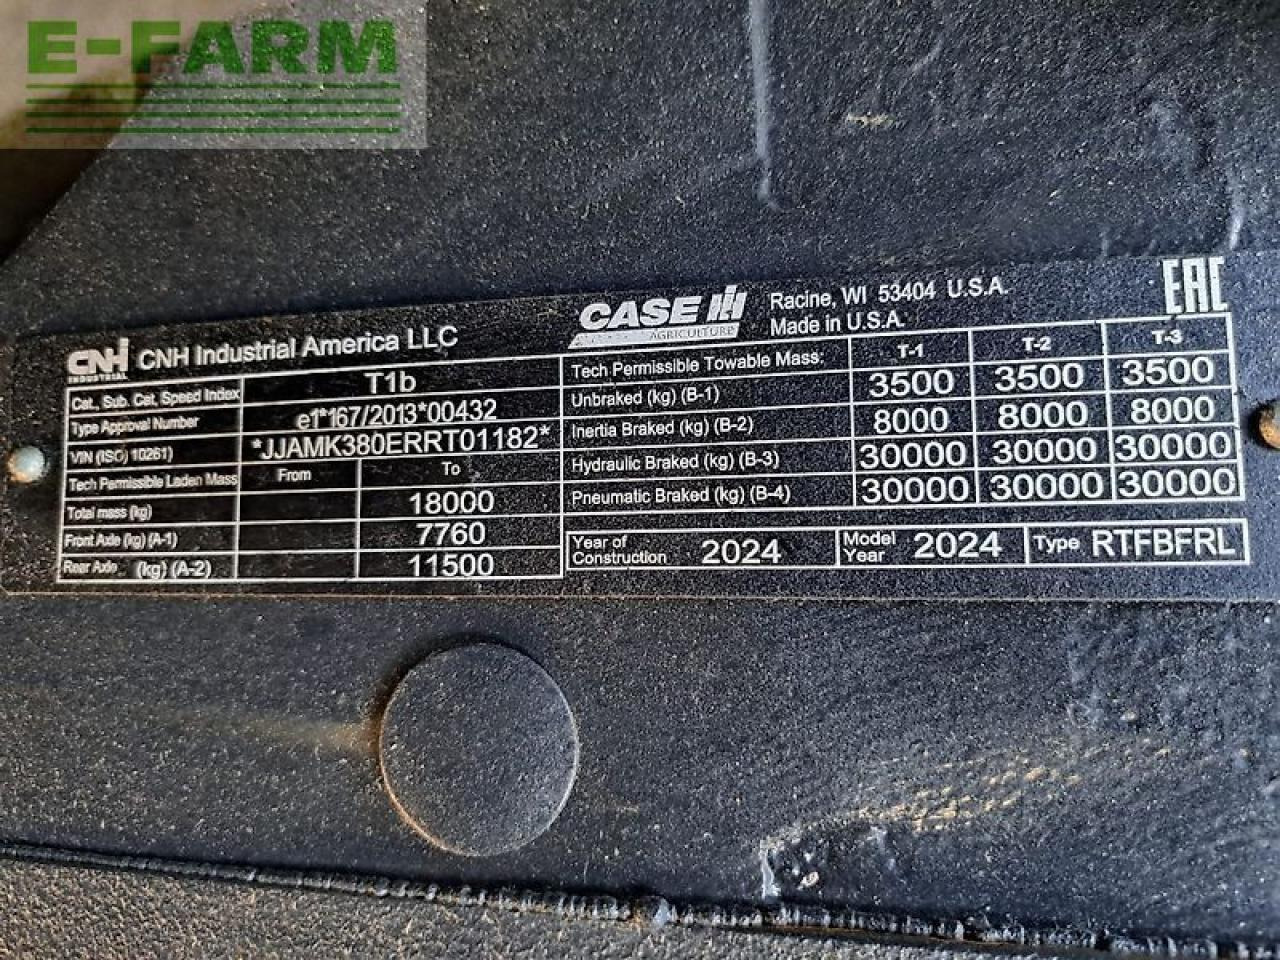 E-FARM
CNH INDUSTRIAL CNH Industrial America LLC
CASE IH AGRICULTURE
Racine, WI 53404 U.S.A.
Made in U.S.A.
EAC
Cat., Sub. Cat, Speed Index T1b
Type Approval Number e1*167/2013*00432
VIN (ISO 10261) *JJAMK380ERRT01182*
Tech Permissible Laden Mass From To
Total mass (kg) 18000
Front Axle (kg) (A-1) 7760
Rear Axle (kg) (A-2) 11500
Tech Permissible Towable Mass: T-1 T-2 T-3
Unbraked (kg) (B-1) 3500 3500 3500
Inertia Braked (kg) (B-2) 8000 8000 8000
Hydraulic Braked (kg) (B-3) 30000 30000 30000
Pneumatic Braked (kg) (B-4) 30000 30000 30000
Year of Construction 2024 Model Year 2024 Type RTFBFRL